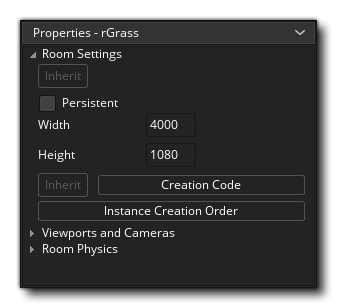 Properties - rGrass
Room Settings
Inherit
Persistent
Width 4000
Height 1080
Inherit Creation Code
Instance Creation Order
Viewports and Cameras
Room Physics